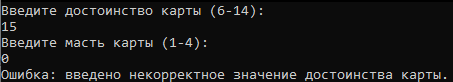 Введите достоинство карты (6-14):
15
Введите масть карты (1-4):
0
Ошибка: введено некорректное значение достоинства карты.